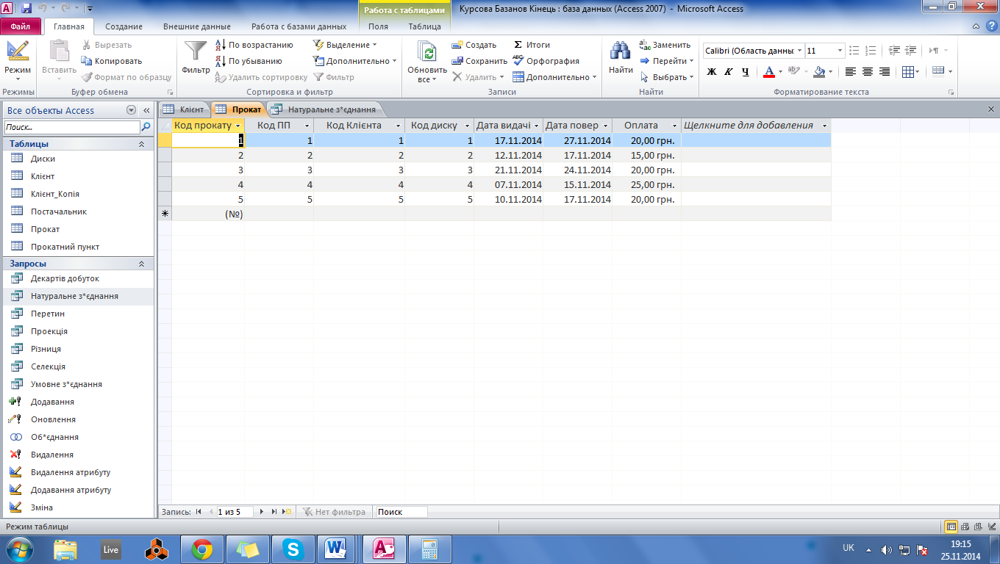 Работа с таблицами
Курсова Базанов Кінець : база данных (Access 2007) - Microsoft Access
Файл Главная Создание Внешние данные Работа с базами данных Поля Таблица
Режим
Режимы
Вставить
Вырезать
Копировать
Формат по образцу
Буфер обмена
Фильтр
По возрастанию
По убыванию
Удалить сортировку
Выделение
Дополнительно
Фильтр
Сортировка и фильтр
Обновить все
Создать
Сохранить
Удалить
Итоги
Орфография
Дополнительно
Записи
Найти
Заменить
Перейти
Выбрать
Найти
Calibri (Область данны: 11
Ж К Ч
Форматирование текста
Все объекты Access
Поиск...
Таблицы
Диски
Клієнт
Клієнт_Копія
Постачальник
Прокат
Прокатний пункт
Запросы
Декартів добуток
Натуральне з*єднання
Перетин
Проекція
Різниця
Селекція
Умовне з*єднання
Додавання
Оновлення
Об*єднання
Видалення
Видалення атрибуту
Додавання атрибуту
Зміна
Клієнт Прокат Натуральне з*єднання
Код прокату Код ПП Код Клієнта Код диску Дата видачі Дата повер Оплата Щелкните для добавления
1 1 1 1 17.11.2014 27.11.2014 20,00 грн.
2 2 2 2 12.11.2014 17.11.2014 15,00 грн.
3 3 3 3 21.11.2014 24.11.2014 20,00 грн.
4 4 4 4 07.11.2014 15.11.2014 25,00 грн.
5 5 5 5 10.11.2014 17.11.2014 20,00 грн.
(№)
Запись: 1 из 5 Нет фильтра Поиск
Режим таблицы
Live
UK
19:15
25.11.2014